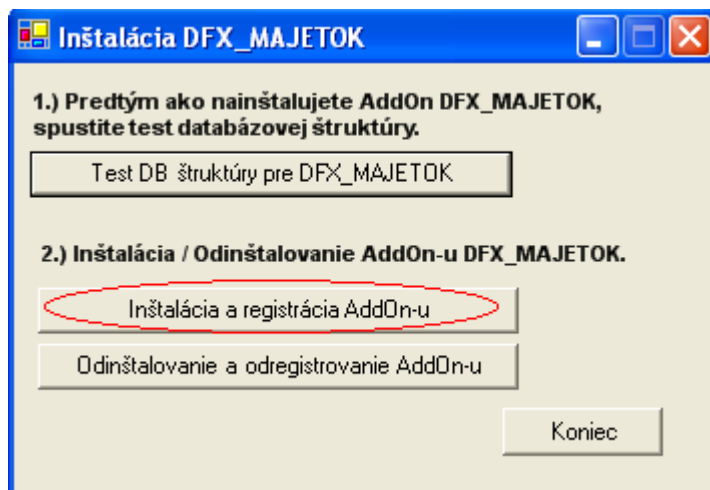 Inštalácia DFX_MAJETOK
1.) Predtým ako nainštalujete AddOn DFX_MAJETOK,
spustite test databázovej štruktúry.
Test DB štruktúry pre DFX_MAJETOK
2.) Inštalácia / Odinštalovanie AddOn-u DFX_MAJETOK.
Inštalácia a registrácia AddOn-u
Odinštalovanie a odregistrovanie AddOn-u
Koniec